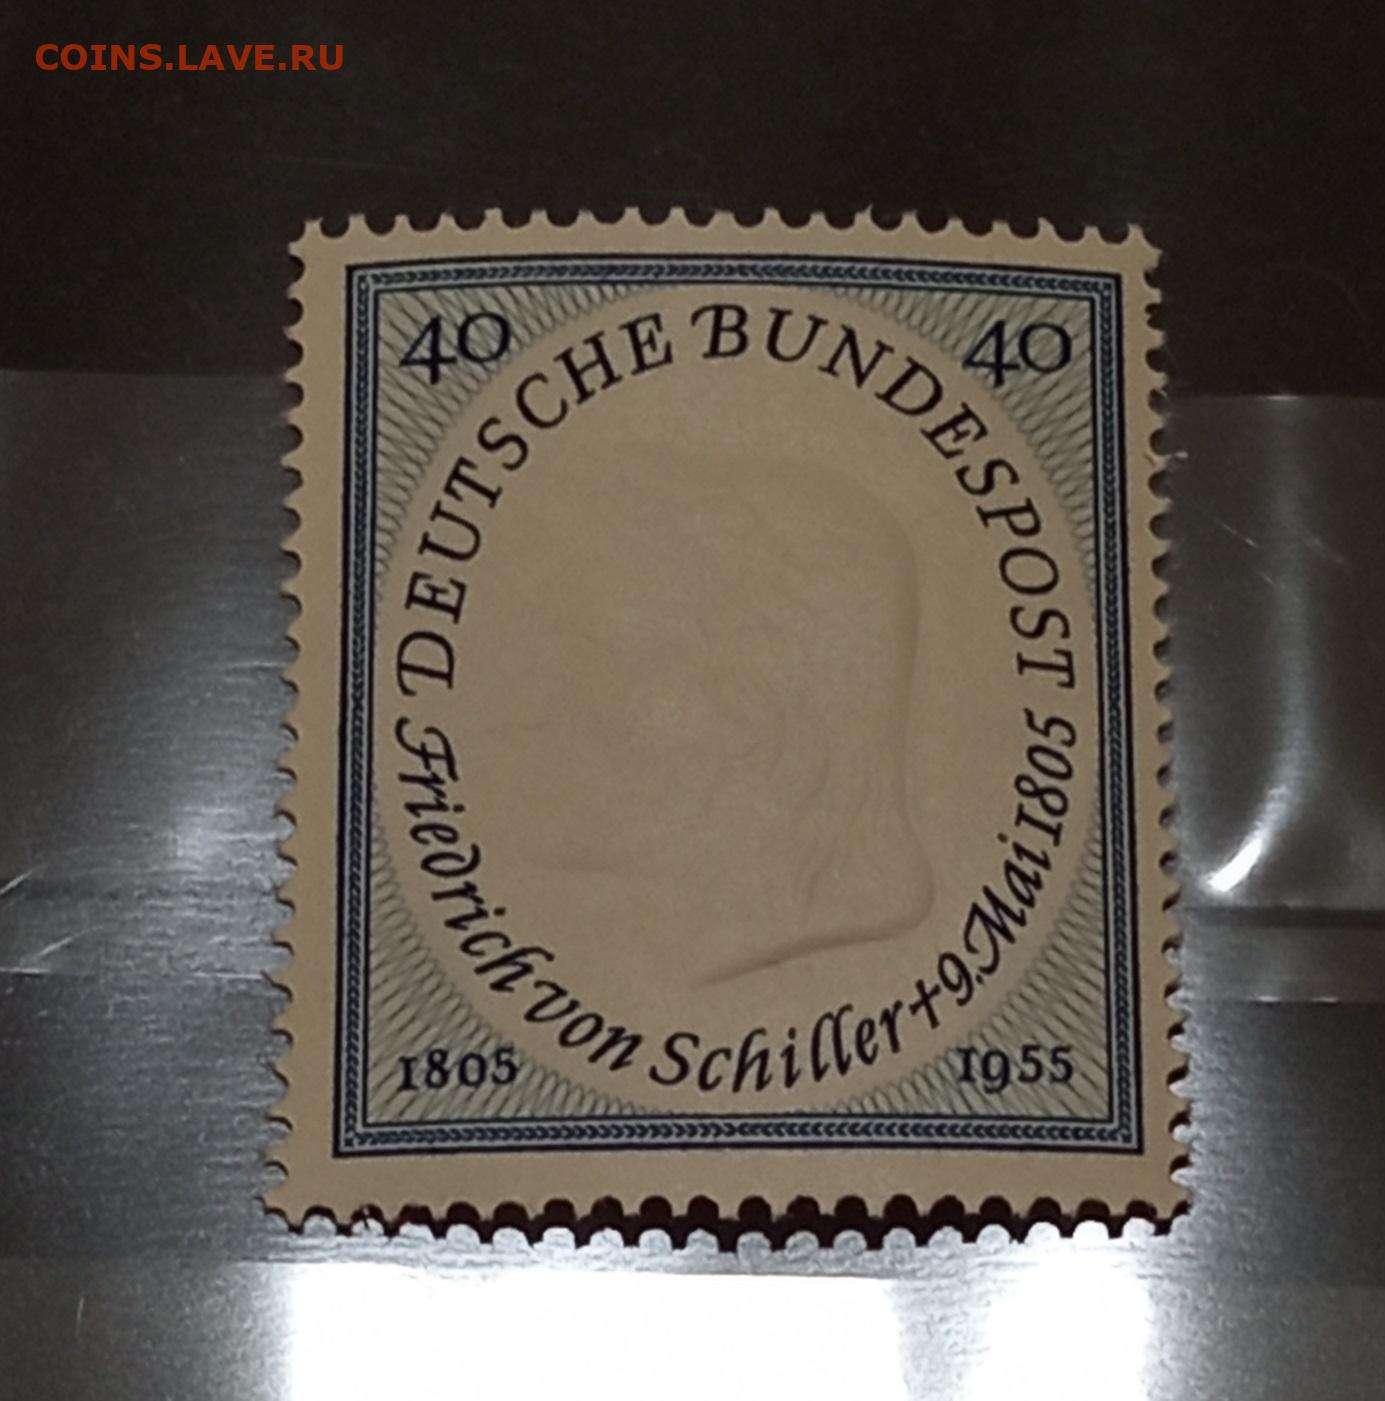 COINS.LAVE.RU
40 40
DEUTSCHE BUNDESPOST
Friedrich von Schiller + 9. Mai 1805
1805 1955